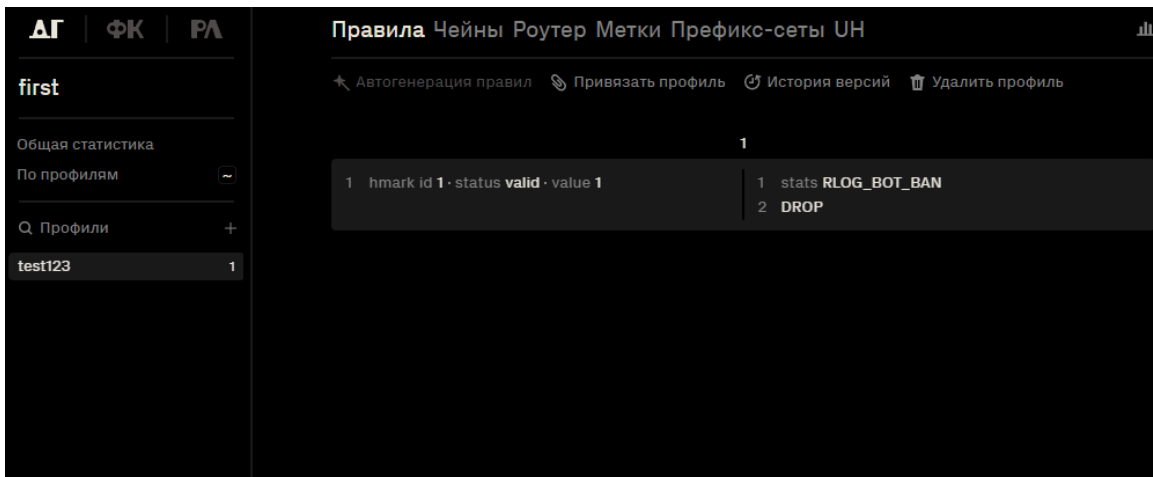 ДГ ФК РЛ
first
Общая статистика
По профилям ~
Профили +
test123 1
Правила Чейны Роутер Метки Префикс-сеты UH
Автогенерация правил Привязать профиль История версий Удалить профиль
1
1 hmark id 1 · status valid · value 1
1 stats RLOG_BOT_BAN
2 DROP